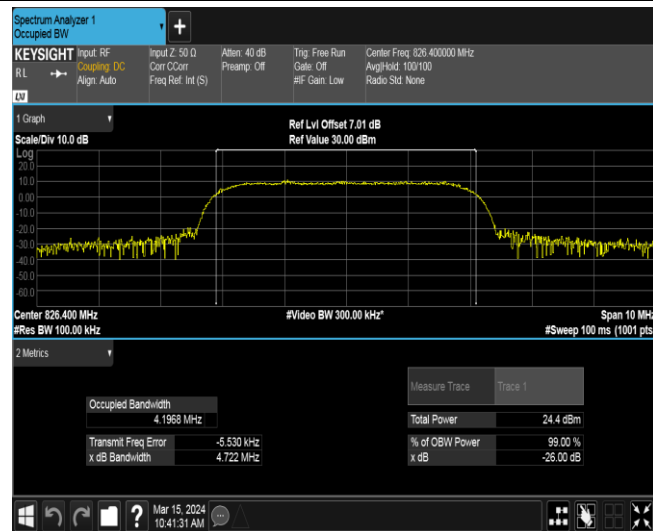 Spectrum Analyzer 1
Occupied BW
+
KEYSIGHT Input: RF Input Z: 50 Ω Atten: 40 dB Trig: Free Run Center Freq: 826.400000 MHz
RL Coupling: DC Corr CCorr Preamp: Off Gate: Off Avg|Hold: 100/100
Align: Auto Freq Ref: Int (S) #IF Gain: Low Radio Std: None
LXI
1 Graph Ref Lvl Offset 7.01 dB
Scale/Div 10.0 dB Ref Value 30.00 dBm
Log
20.0
10.0
0.00
-10.0
-20.0
-30.0
-40.0
-50.0
-60.0
Center 826.400 MHz #Video BW 300.00 kHz* Span 10 MHz
#Res BW 100.00 kHz #Sweep 100 ms (1001 pts
2 Metrics
Measure Trace Trace 1
Occupied Bandwidth
4.1968 MHz Total Power 24.4 dBm
Transmit Freq Error -5.530 kHz % of OBW Power 99.00 %
x dB Bandwidth 4.722 MHz x dB -26.00 dB
? Mar 15, 2024
10:41:31 AM